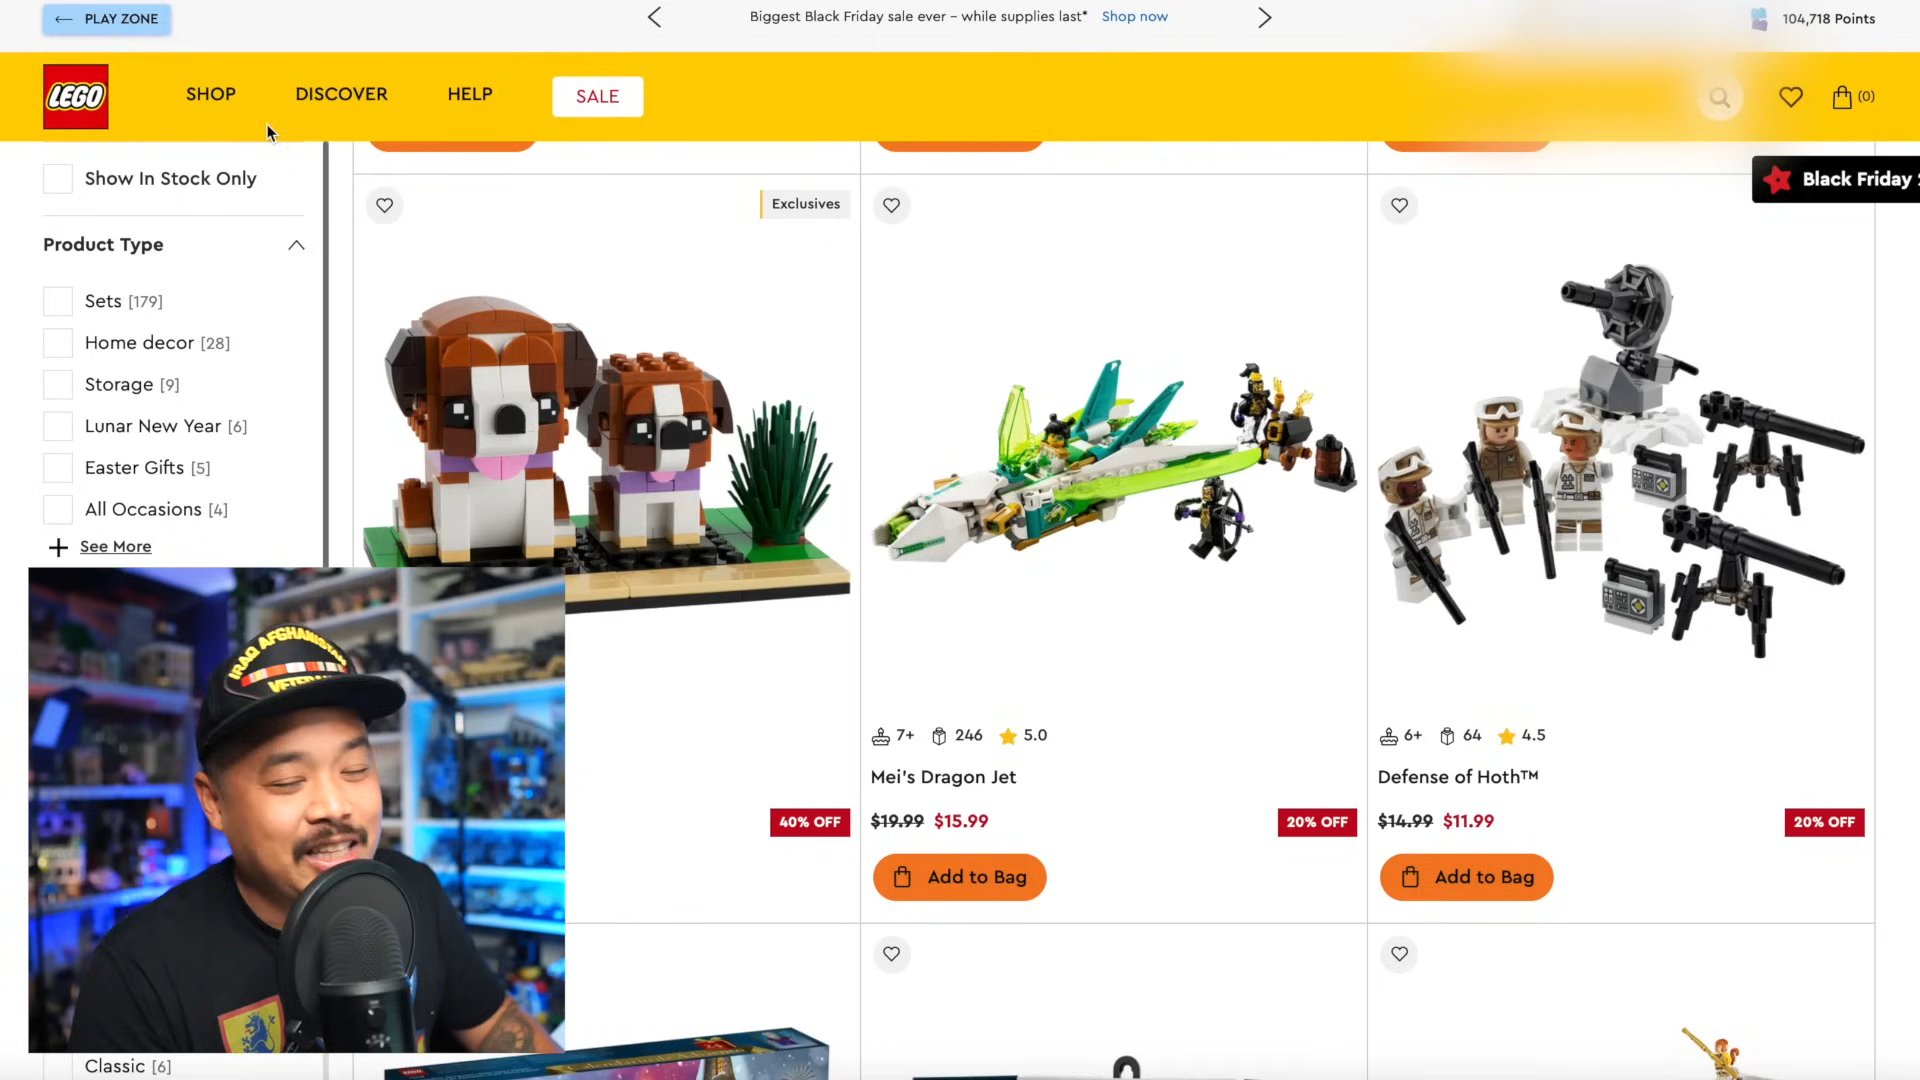 ← PLAY ZONE
Biggest Black Friday sale ever – while supplies last* Shop now
104,718 Points
LEGO
SHOP
DISCOVER
HELP
SALE
(0)
Show In Stock Only
Black Friday
Product Type
Exclusives
Sets [179]
Home decor [28]
Storage [9]
Lunar New Year [6]
Easter Gifts [5]
All Occasions [4]
+ See More
IRAQ AFGHANISTAN
VETERAN
7+ 246 5.0
6+ 64 4.5
Mei's Dragon Jet
Defense of Hoth™
40% OFF
$19.99 $15.99
20% OFF
$14.99 $11.99
20% OFF
Add to Bag
Add to Bag
Classic [6]